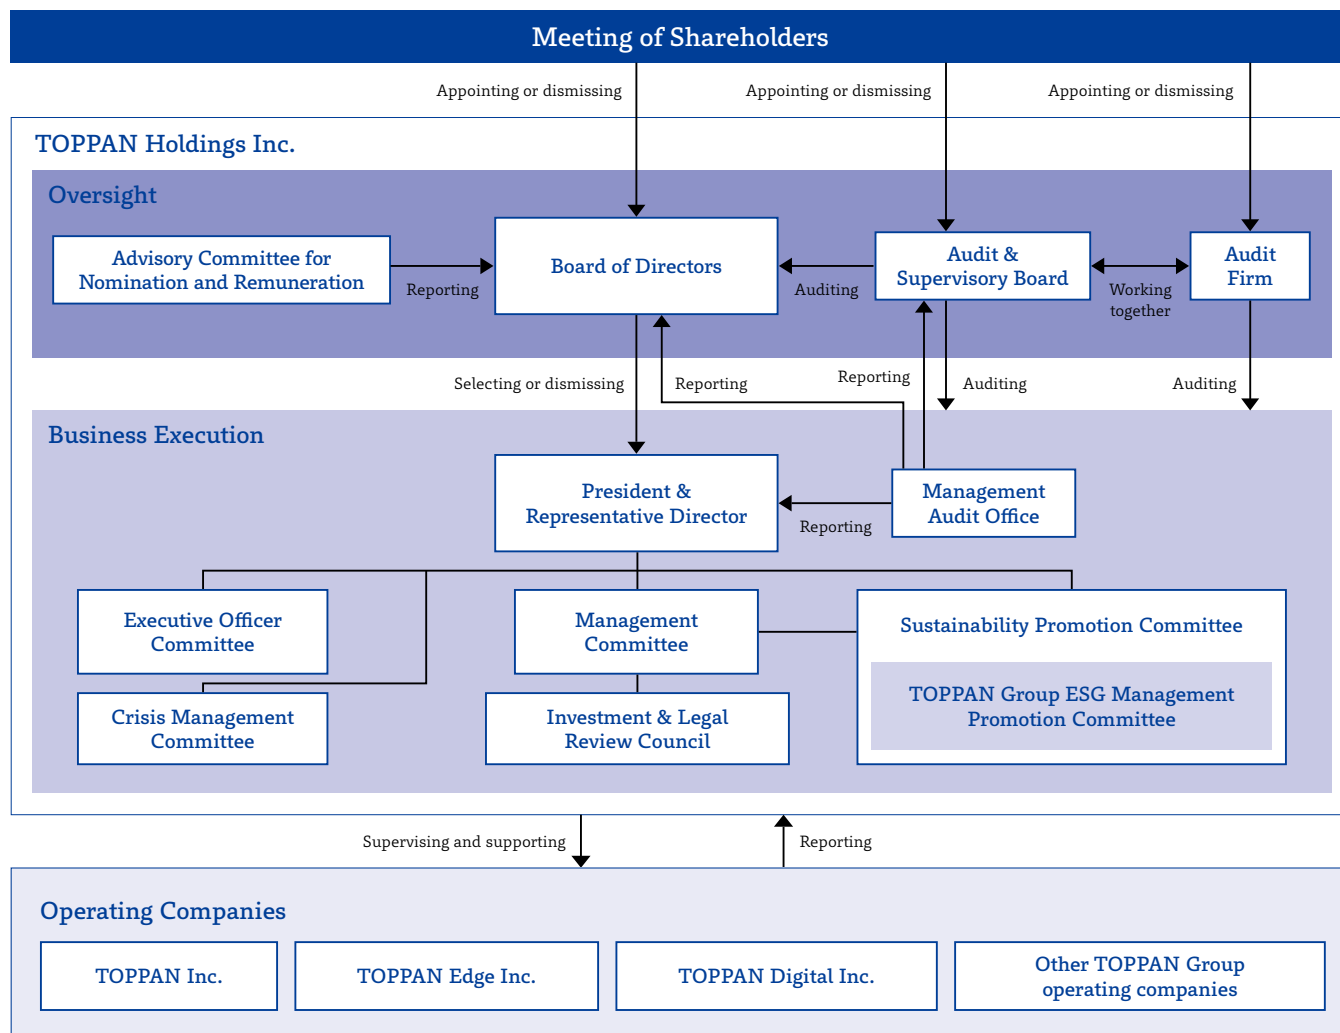 Meeting of Shareholders
Appointing or dismissing
Appointing or dismissing
Appointing or dismissing
TOPPAN Holdings Inc.
Oversight
Advisory Committee for
Nomination and Remuneration
Reporting
Board of Directors
Auditing
Audit &
Supervisory Board
Working
together
Audit
Firm
Selecting or dismissing
Reporting
Reporting
Auditing
Auditing
Business Execution
President &
Representative Director
Reporting
Management
Audit Office
Executive Officer
Committee
Management
Committee
Sustainability Promotion Committee
Crisis Management
Committee
Investment & Legal
Review Council
TOPPAN Group ESG Management
Promotion Committee
Supervising and supporting
Reporting
Operating Companies
TOPPAN Inc.
TOPPAN Edge Inc.
TOPPAN Digital Inc.
Other TOPPAN Group
operating companies